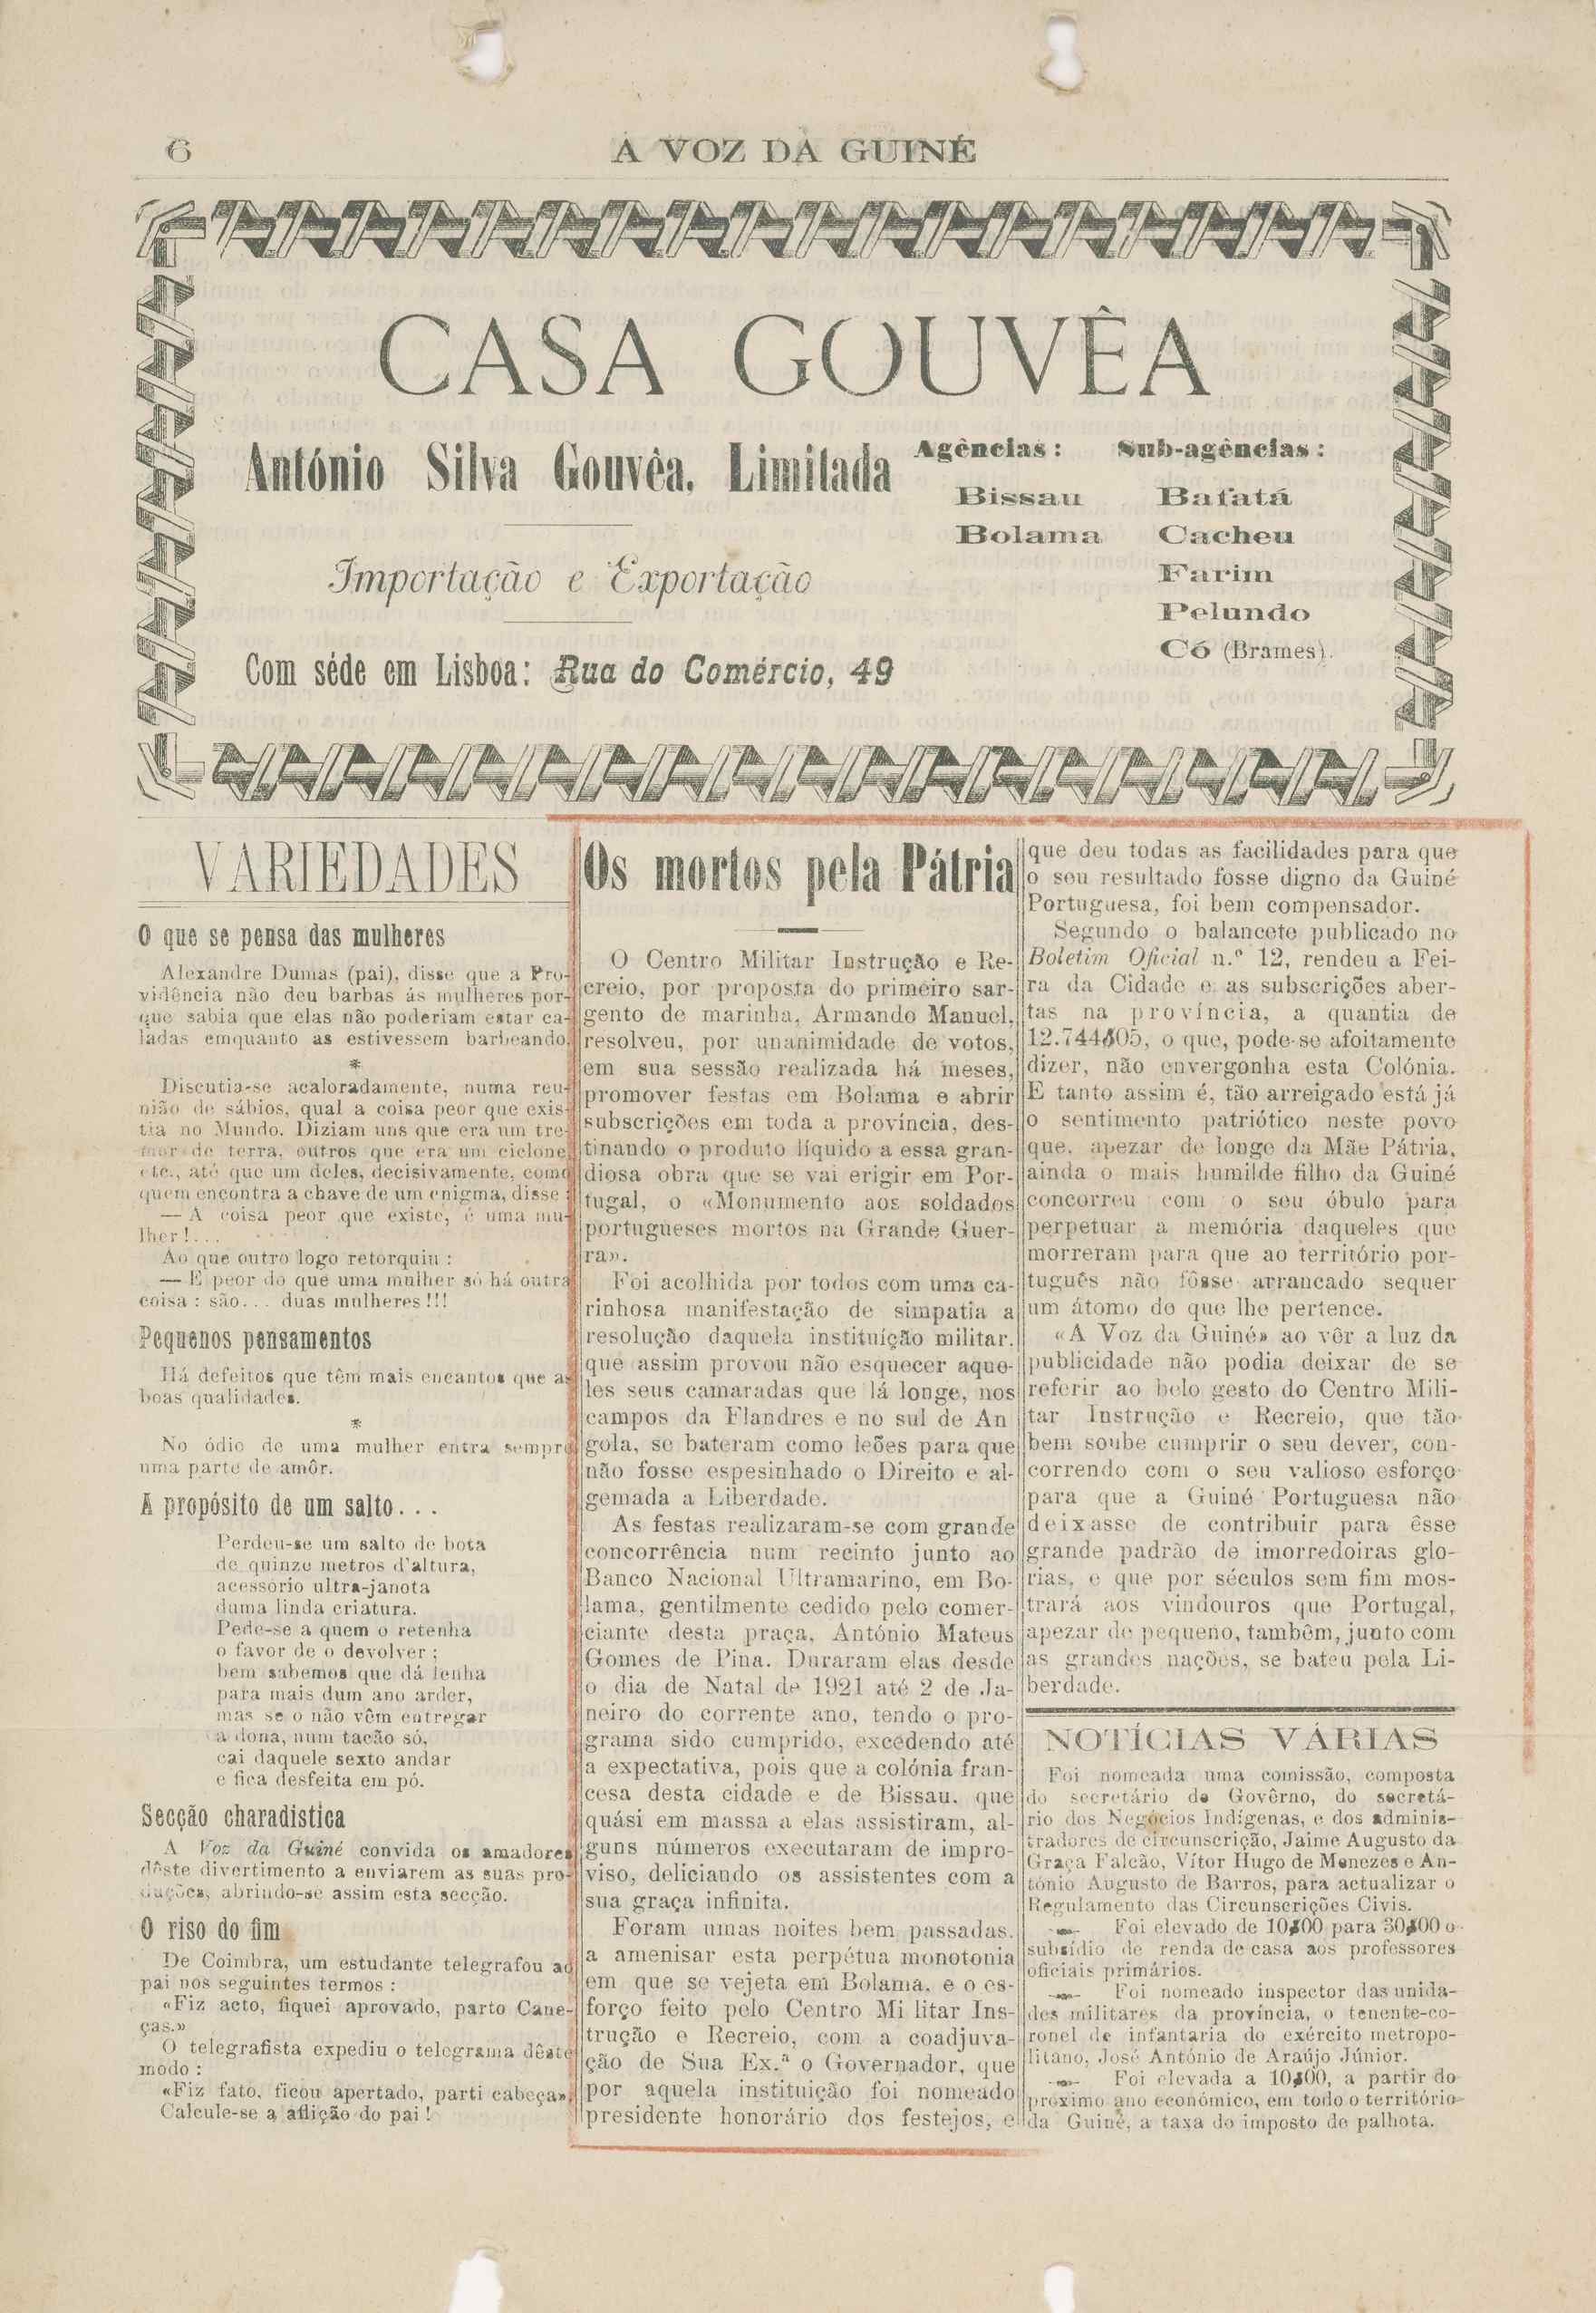 6
A VOZ DA GUINÉ
CASA GOUVÊA
António Silva Gouvêa, Limitada
Importação e Exportação
Com séde em Lisboa: Rua do Comércio, 49
Agências:
Bissau
Bolama
Sub-agências:
Bafatá
Cacheu
Farim
Pelundo
Có (Brames).
VARIEDADES
O que se pensa das mulheres
Alexandre Dumas (pai), disse que a Pro-
vidência não deu barbas ás mulheres por-
que sabia que elas não poderiam estar ca-
ladas emquanto as estivessem barbeando.
*
Discutia-se acaloradamente, numa reu-
nião de sábios, qual a coisa peor que exis-
tia no Mundo. Diziam uns que era um tre-
mor de terra, outros que era um ciclone
etc., até que um deles, decisivamente, como
quem encontra a chave de um enigma, disse:
— A coisa peor que existe, é uma mu-
lher!...
Ao que outro logo retorquiu:
— E peor do que uma mulher só há outra
coisa: são... duas mulheres!!!
Pequenos pensamentos
Há defeitos que têm mais encantos que as
boas qualidades.
*
No ódio de uma mulher entra sempre
uma parte de amôr.
A propósito de um salto...
Perdeu-se um salto de bota
de quinze metros d'altura,
acessório ultra-janota
duma linda criatura.
Pede-se a quem o retenha
o favor de o devolver;
bem sabemos que dá lenha
para mais dum ano arder,
mas se o não vêm entregar
a dona, num tacão só,
cai daquele sexto andar
e fica desfeita em pó.
Secção charadistica
A Voz da Guiné convida os amadores
dêste divertimento a enviarem as suas pro-
duções, abrindo-se assim esta secção.
O riso do fim
De Coimbra, um estudante telegrafou ao
pai nos seguintes termos:
«Fiz acto, fiquei aprovado, parto Cane-
ças.»
O telegrafista expediu o telegrama dêste
modo:
«Fiz fato, ficou apertado, parti cabeça».
Calcule-se a aflição do pai!
Os mortos pela Pátria
O Centro Militar Instrução e Re-
creio, por proposta do primeiro sar-
gento de marinha, Armando Manuel,
resolveu, por unanimidade de votos,
em sua sessão realizada há meses,
promover festas em Bolama e abrir
subscrições em toda a província, des-
tinando o produto líquido a essa gran-
diosa obra que se vai erigir em Por-
tugal, o «Monumento aos soldados
portugueses mortos na Grande Guer-
ra».
Foi acolhida por todos com uma ca-
rinhosa manifestação de simpatia a
resolução daquela instituíção militar.
que assim provou não esquecer aque-
les seus camaradas que lá longe, nos
campos da Flandres e no sul de An
gola, se bateram como leões para que
não fosse espesinhado o Direito e al-
gemada a Liberdade.
As festas realizaram-se com grande
concorrência num recinto junto ao
Banco Nacional Ultramarino, em Bo-
lama, gentilmente cedido pelo comer-
ciante desta praça, António Mateus
Gomes de Pina. Duraram elas desde
o dia de Natal de 1921 até 2 de Ja-
neiro do corrente ano, tendo o pro-
grama sido cumprido, excedendo até
a expectativa, pois que a colónia fran-
cesa desta cidade e de Bissau, que
quási em massa a elas assistiram, al-
guns números executaram de impro-
viso, deliciando os assistentes com a
sua graça infinita.
Foram umas noites bem passadas.
a amenisar esta perpétua monotonia
em que se vejeta em Bolama, e o es-
forço feito pelo Centro Mi litar Ins-
trução e Recreio, com a coadjuva-
ção de Sua Ex.ª o Governador, que
por aquela instituição foi nomeado
presidente honorário dos festejos, e
que deu todas as facilidades para que
o seu resultado fosse digno da Guiné
Portuguesa, foi bem compensador.
Segundo o balancete publicado no
Boletim Oficial n.º 12, rendeu a Fei-
ra da Cidade e as subscrições aber-
tas na província, a quantia de
12.744$05, o que, pode-se afoitamente
dizer, não envergonha esta Colónia.
E tanto assim é, tão arreigado está já
o sentimento patriótico neste povo
que, apezar de longe da Mãe Pátria,
ainda o mais humilde filho da Guiné
concorreu com o seu óbulo para
perpetuar a memória daqueles que
morreram para que ao território por-
tuguês não fôsse arrancado sequer
um átomo do que lhe pertence.
«A Voz da Guiné» ao vêr a luz da
publicidade não podia deixar de se
referir ao belo gesto do Centro Mili-
tar Instrução e Recreio, que tão
bem soube cumprir o seu dever, con-
correndo com o seu valioso esforço
para que a Guiné Portuguesa não
deixasse de contribuir para êsse
grande padrão de imorredoiras gló-
rias, e que por séculos sem fim mos-
trará aos vindouros que Portugal,
apezar de pequeno, tambêm, junto com
as grandes nações, se bateu pela Li-
berdade.
NOTÍCIAS VÁRIAS
Foi nomeada uma comissão, composta
do secretário de Govêrno, do secretá-
rio dos Negócios Indígenas, e dos adminis-
tradores de circunscrição, Jaime Augusto da
Graça Falcão, Vítor Hugo de Menezes e An-
tónio Augusto de Barros, para actualizar o
Regulamento das Circunscrições Civis.
Foi elevado de 10$00 para 30$00 o
subsídio de renda de casa aos professores
oficiais primários.
Foi nomeado inspector das unida-
des militares da província, o tenente-co-
ronel de infantaria do exército metropo-
litano, José António de Araújo Júnior.
Foi elevada a 10$00, a partir do
próximo ano económico, em todo o território
da Guiné, a taxa do imposto de palhota.